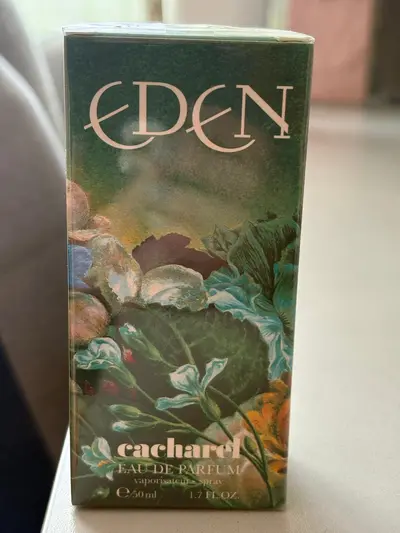 EDEN
cacharel
EAU DE PARFUM
vaporisateur • spray
℮50 ml 1.7 FL.OZ